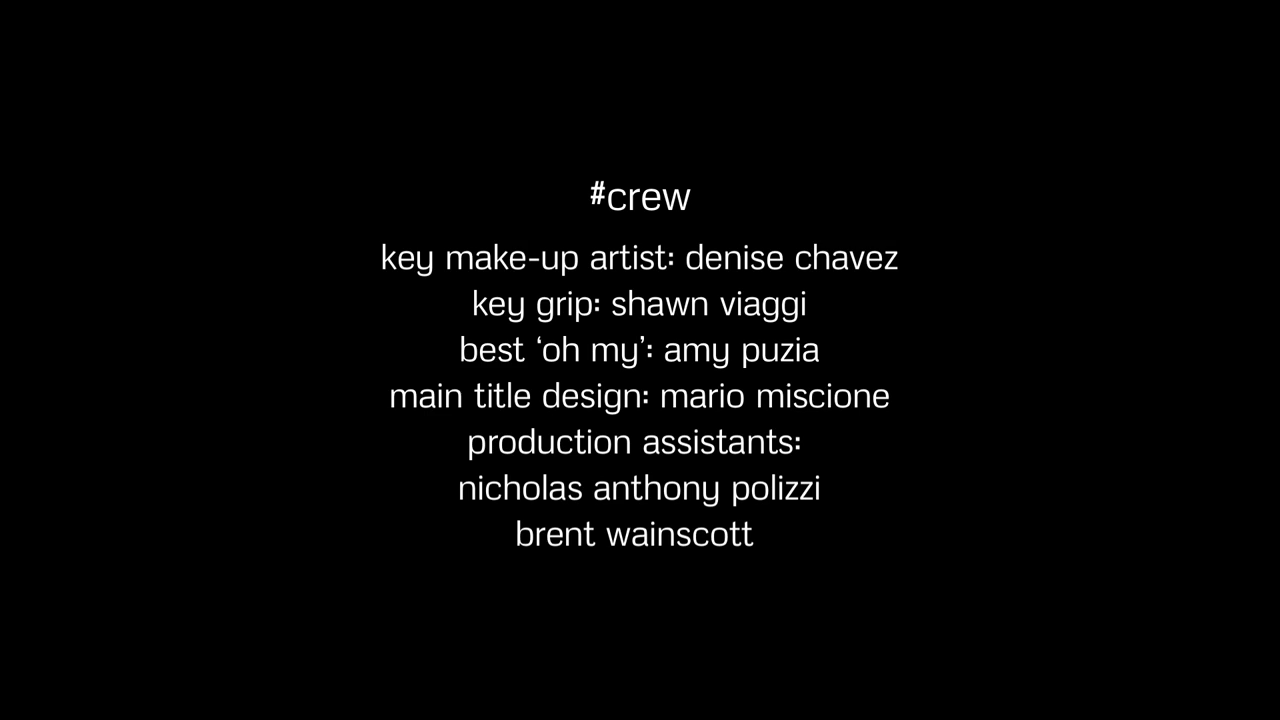 #crew
key make-up artist: denise chavez
key grip: shawn viaggi
best ‘oh my’: amy puzia
main title design: mario miscione
production assistants:
nicholas anthony polizzi
brent wainscott